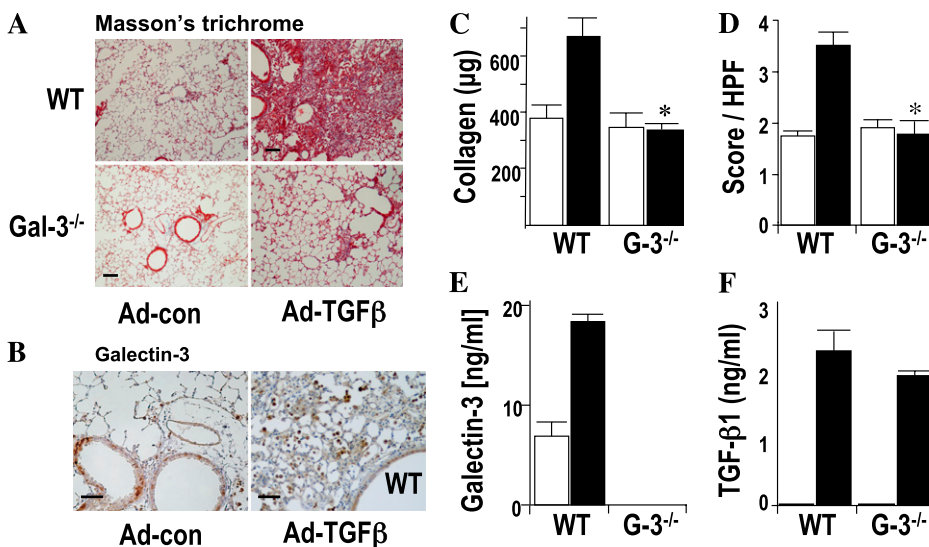 A Masson's trichrome
WT
Gal-3-/-
Ad-con Ad-TGFβ
B Galectin-3
WT
Ad-con Ad-TGFβ
C
Collagen (μg)
600
400
200
*
WT G-3-/-
D
Score / HPF
4
3
2
1
0
*
WT G-3-/-
E
Galectin-3 [ng/ml]
20
10
0
WT G-3-/-
F
TGF-β1 (ng/ml)
3
2
1
0
WT G-3-/-